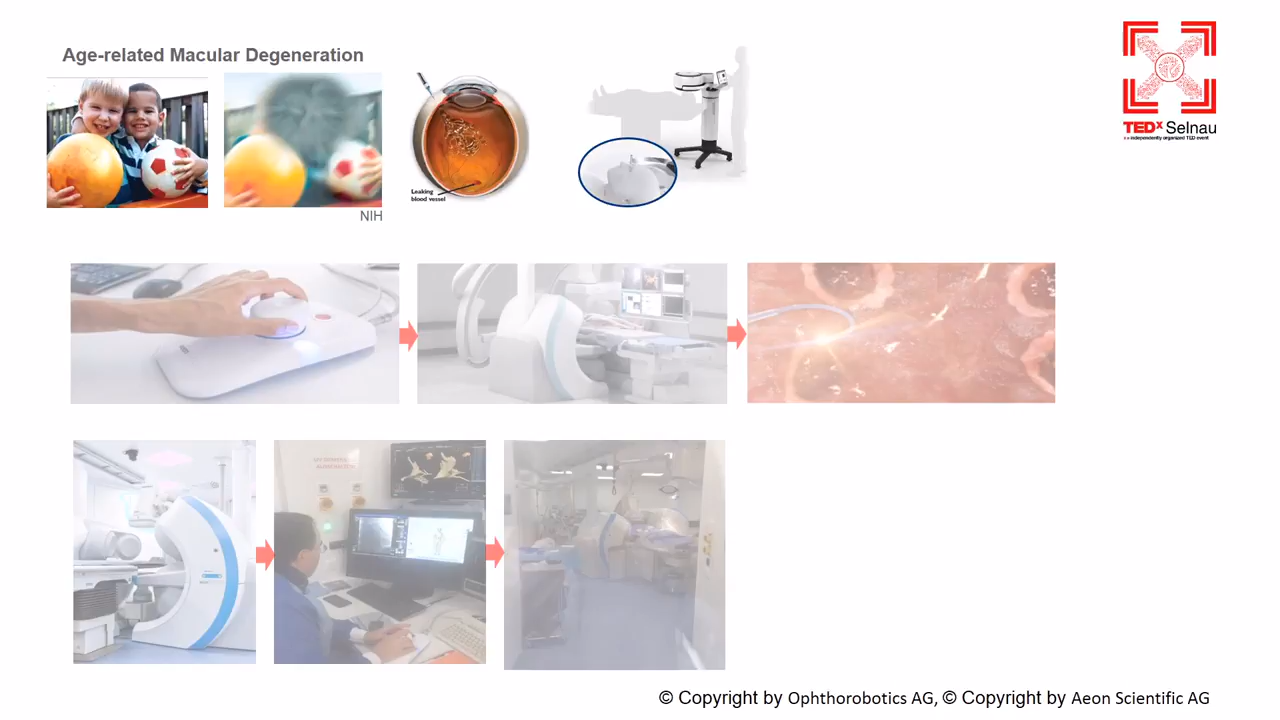 Age-related Macular Degeneration
NIH
Leaking
blood vessel
TEDx Selnau
x = independently organized TED event
© Copyright by Ophthorobotics AG, © Copyright by Aeon Scientific AG